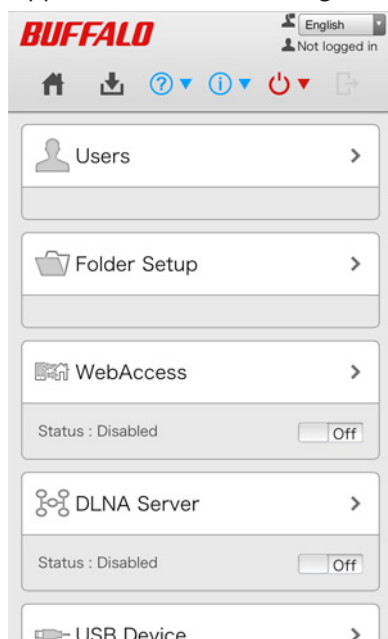 BUFFALO
English
Not logged in
Users
Folder Setup
WebAccess
Status : Disabled
Off
DLNA Server
Status : Disabled
Off
USB Device